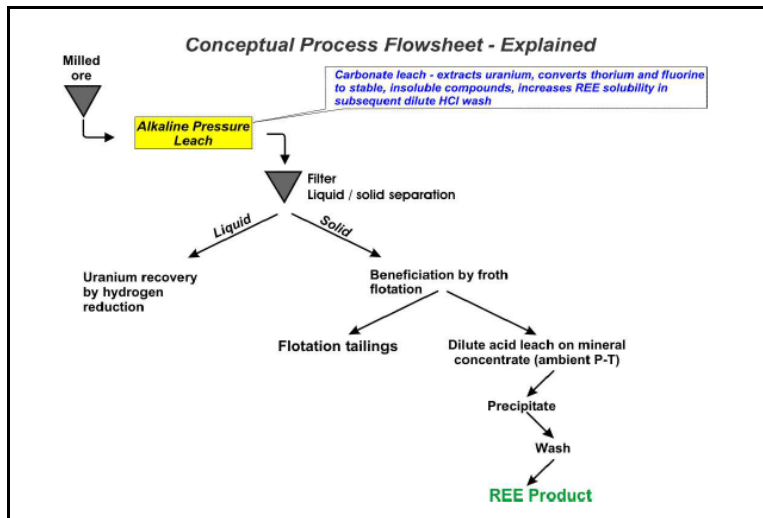 Conceptual Process Flowsheet - Explained
Milled
ore
Carbonate leach - extracts uranium, converts thorium and fluorine
to stable, insoluble compounds, increases REE solubility in
subsequent dilute HCl wash
Alkaline Pressure
Leach
Filter
Liquid / solid separation
Liquid
Solid
Uranium recovery
by hydrogen
reduction
Beneficiation by froth
flotation
Flotation tailings
Dilute acid leach on mineral
concentrate (ambient P-T)
Precipitate
Wash
REE Product